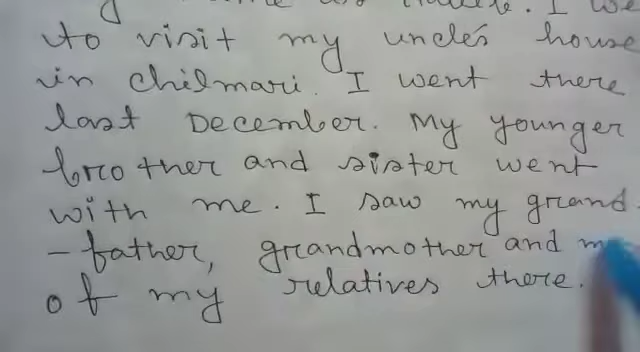 . I we
to visit my uncle's house
in chilmari. I went there
last December. My younger
brother and sister went
with me. I saw my grand
- father, grandmother and
of my relatives there.